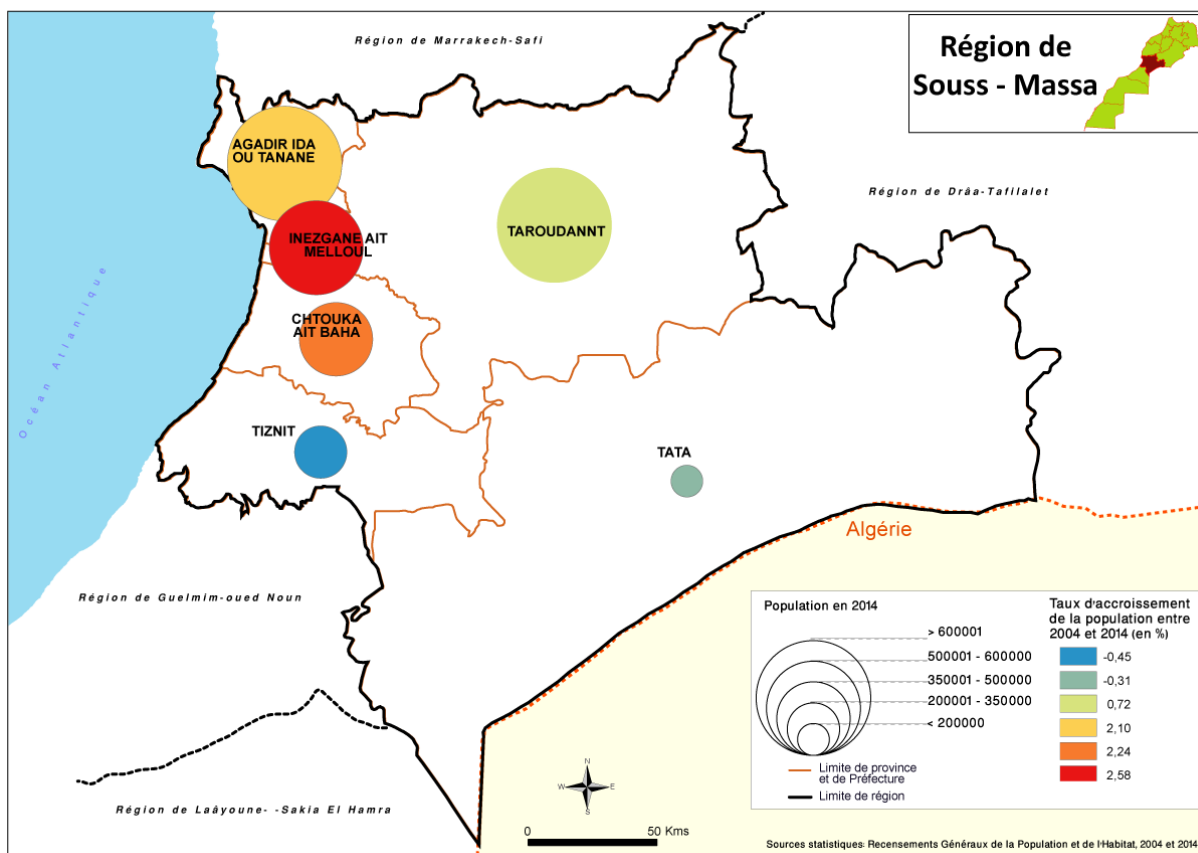 Région de Marrakech-Safi
Région de
Souss - Massa
AGADIR IDA
OU TANANE
Région de Drâa-Tafilalet
TAROUDANNT
INEZGANE AIT
MELLOUL
Océan Atlantique
CHTOUKA
AIT BAHA
TIZNIT
TATA
Algérie
Région de Guelmim-oued Noun
Région de Laâyoune- -Sakia El Hamra
Population en 2014
> 600001
500001 - 600000
350001 - 500000
200001 - 350000
< 200000
Limite de province
et de Préfecture
Limite de région
Taux d'accroissement
de la population entre
2004 et 2014 (en %)
-0,45
-0,31
0,72
2,10
2,24
2,58
N
W
E
S
0
50 Kms
Sources statistiques: Recensements Généraux de la Population et de l'Habitat, 2004 et 2014